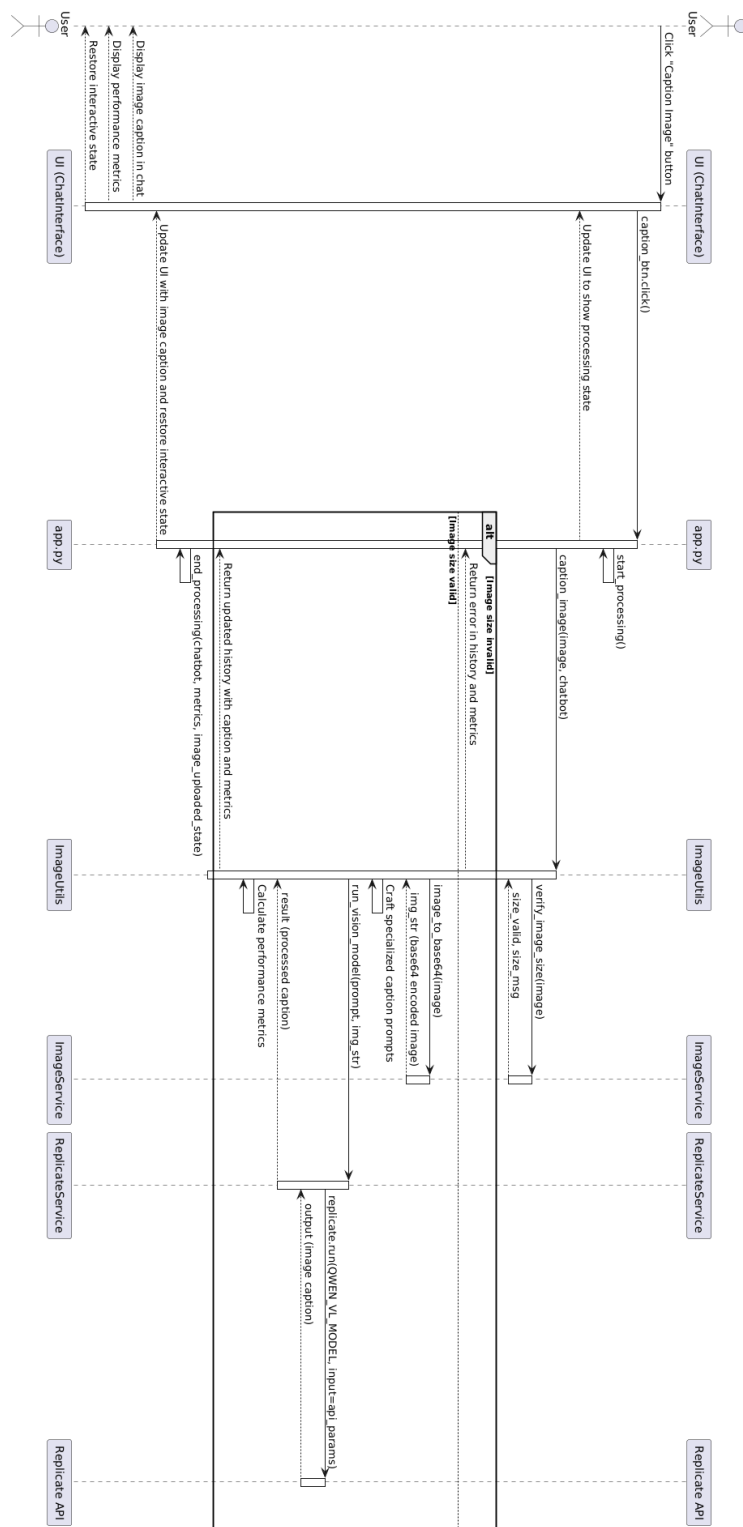 User
UI (ChatInterface)
app.py
ImageUtils
ImageService
ReplicateService
Replicate API
Click "Caption Image" button
caption_btn.click()
start_processing()
Update UI to show processing state
caption_image(image, chatbot)
verify_image_size(image)
size_valid, size_msg
alt
[Image size invalid]
Return error in history and metrics
[Image size valid]
image_to_base64(image)
img_str (base64 encoded image)
Craft specialized caption prompts
run_vision_model(prompt, img_str)
replicate.run(QWEN_VL_MODEL, input=api_params)
output (image caption)
result (processed caption)
Calculate performance metrics
Return updated history with caption and metrics
end_processing(chatbot, metrics, image_uploaded_state)
Update UI with image caption and restore interactive state
Display image caption in chat
Display performance metrics
Restore interactive state
User
UI (ChatInterface)
app.py
ImageUtils
ImageService
ReplicateService
Replicate API